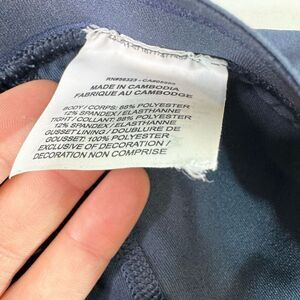 MADE IN CAMBODIA
FABRIQUE AU CAMBODGE
BODY / CORPS: 88% POLYESTER
12% SPANDEX / ELASTHANNE
TIGHT / COLLANT: 88% POLYESTER
12% SPANDEX / ELASTHANNE
GUSSET LINING / DOUBLURE DE
GOUSSET: 100% POLYESTER
EXCLUSIVE OF DECORATION /
DECORATION NON COMPRISE